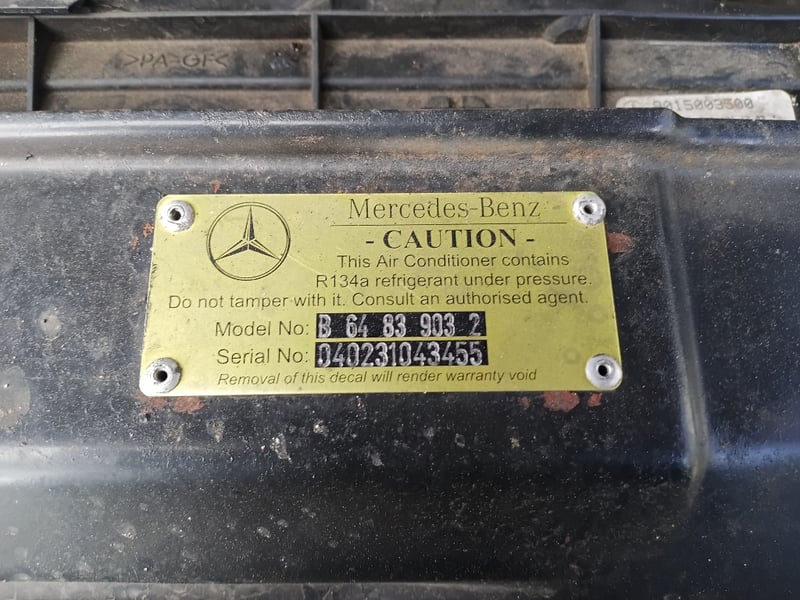 >PA-GF<
9015003500
Mercedes-Benz
- CAUTION -
This Air Conditioner contains
R134a refrigerant under pressure.
Do not tamper with it. Consult an authorised agent.
Model No: B 64 83 903 2
Serial No: 040231043455
Removal of this decal will render warranty void